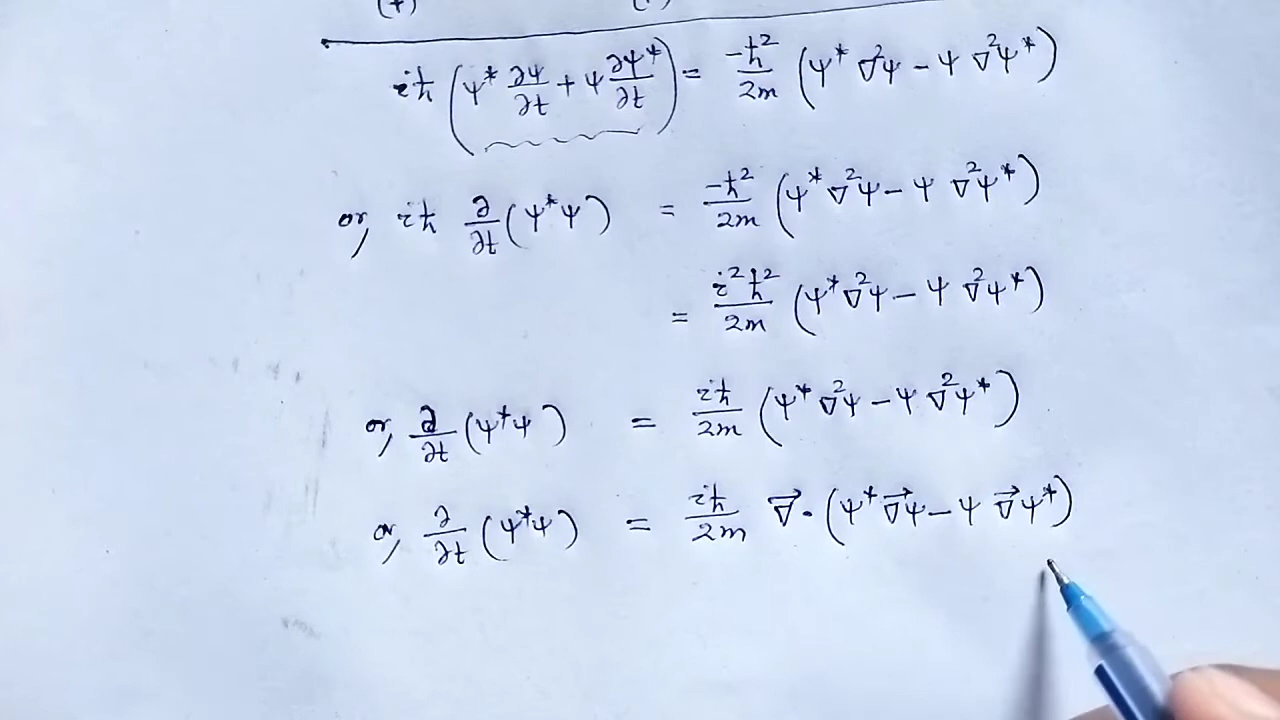 iħ (ψ* ∂ψ/∂t + ψ ∂ψ*/∂t) = -ħ²/2m (ψ* ∇²ψ - ψ ∇²ψ*)
or, iħ ∂/∂t (ψ*ψ) = -ħ²/2m (ψ* ∇²ψ - ψ ∇²ψ*)
= i²ħ²/2m (ψ* ∇²ψ - ψ ∇²ψ*)
or, ∂/∂t (ψ*ψ) = iħ/2m (ψ* ∇²ψ - ψ ∇²ψ*)
or, ∂/∂t (ψ*ψ) = iħ/2m ∇⃗ · (ψ* ∇⃗ψ - ψ ∇⃗ψ*)